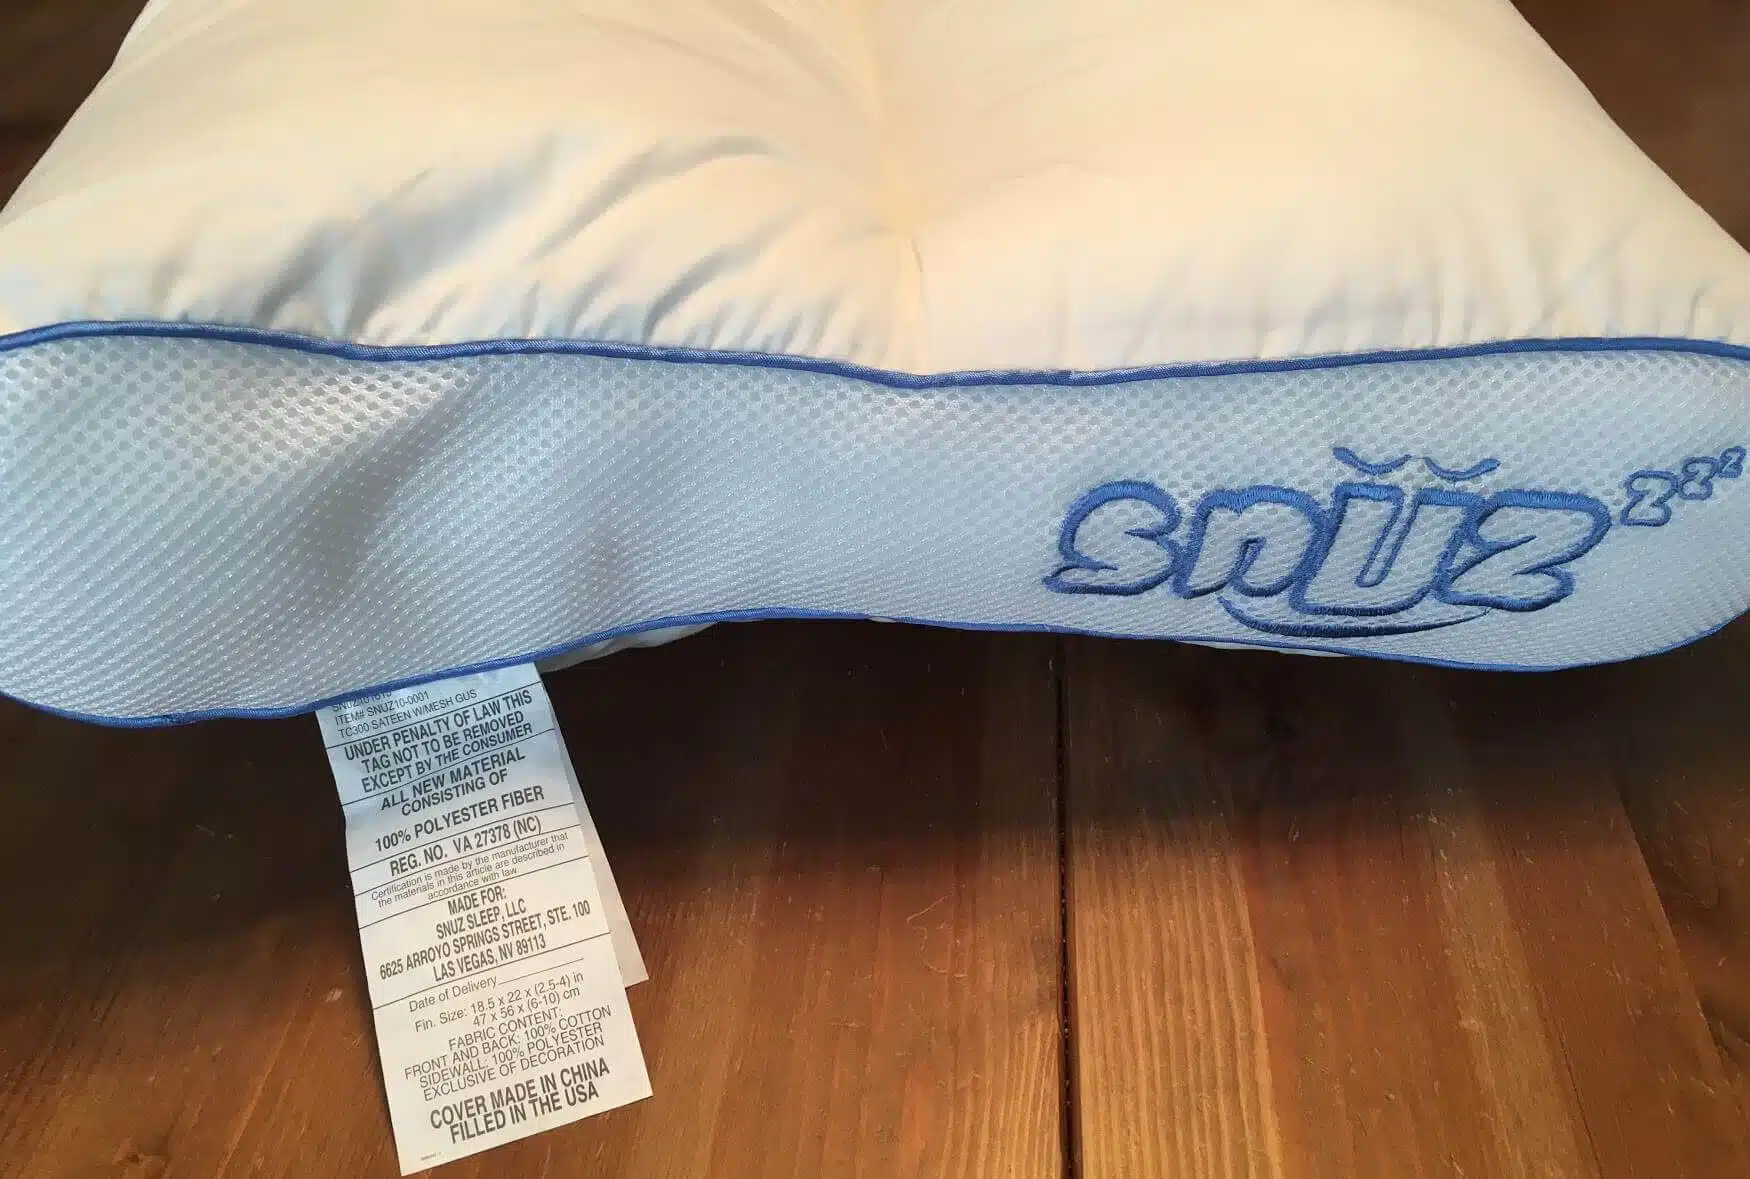 snŭz zzz
ITEM# SNUZ10-0001
TC300 SATEEN W/MESH GUS
UNDER PENALTY OF LAW THIS
TAG NOT TO BE REMOVED
EXCEPT BY THE CONSUMER
ALL NEW MATERIAL
CONSISTING OF
100% POLYESTER FIBER
REG. NO. VA 27378 (NC)
Certification is made by the manufacturer that
the materials in this article are described in
accordance with law.
MADE FOR:
SNUZ SLEEP, LLC
6625 ARROYO SPRINGS STREET, STE. 100
LAS VEGAS, NV 89113
Date of Delivery
Fin. Size: 18.5 x 22 x (2.5-4) in
47 x 56 x (6-10) cm
FABRIC CONTENT:
FRONT AND BACK: 100% COTTON
SIDEWALL: 100% POLYESTER
EXCLUSIVE OF DECORATION
COVER MADE IN CHINA
FILLED IN THE USA